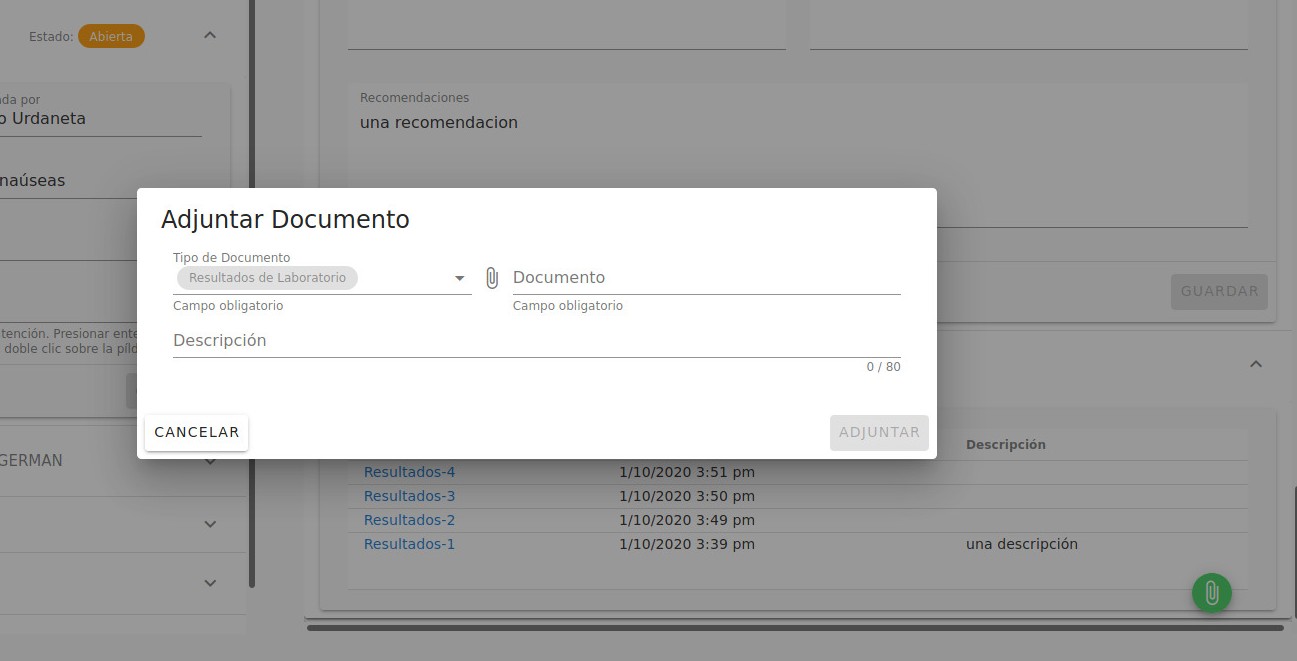 Estado: Abierta
ada por
o Urdaneta
naúseas
Recomendaciones
una recomendacion
Adjuntar Documento
Tipo de Documento
Resultados de Laboratorio
Documento
Campo obligatorio
Campo obligatorio
Descripción
0 / 80
CANCELAR
ADJUNTAR
GUARDAR
tención. Presionar ente
doble clic sobre la píld
GERMAN
Descripción
Resultados-4 1/10/2020 3:51 pm
Resultados-3 1/10/2020 3:50 pm
Resultados-2 1/10/2020 3:49 pm
Resultados-1 1/10/2020 3:39 pm una descripción